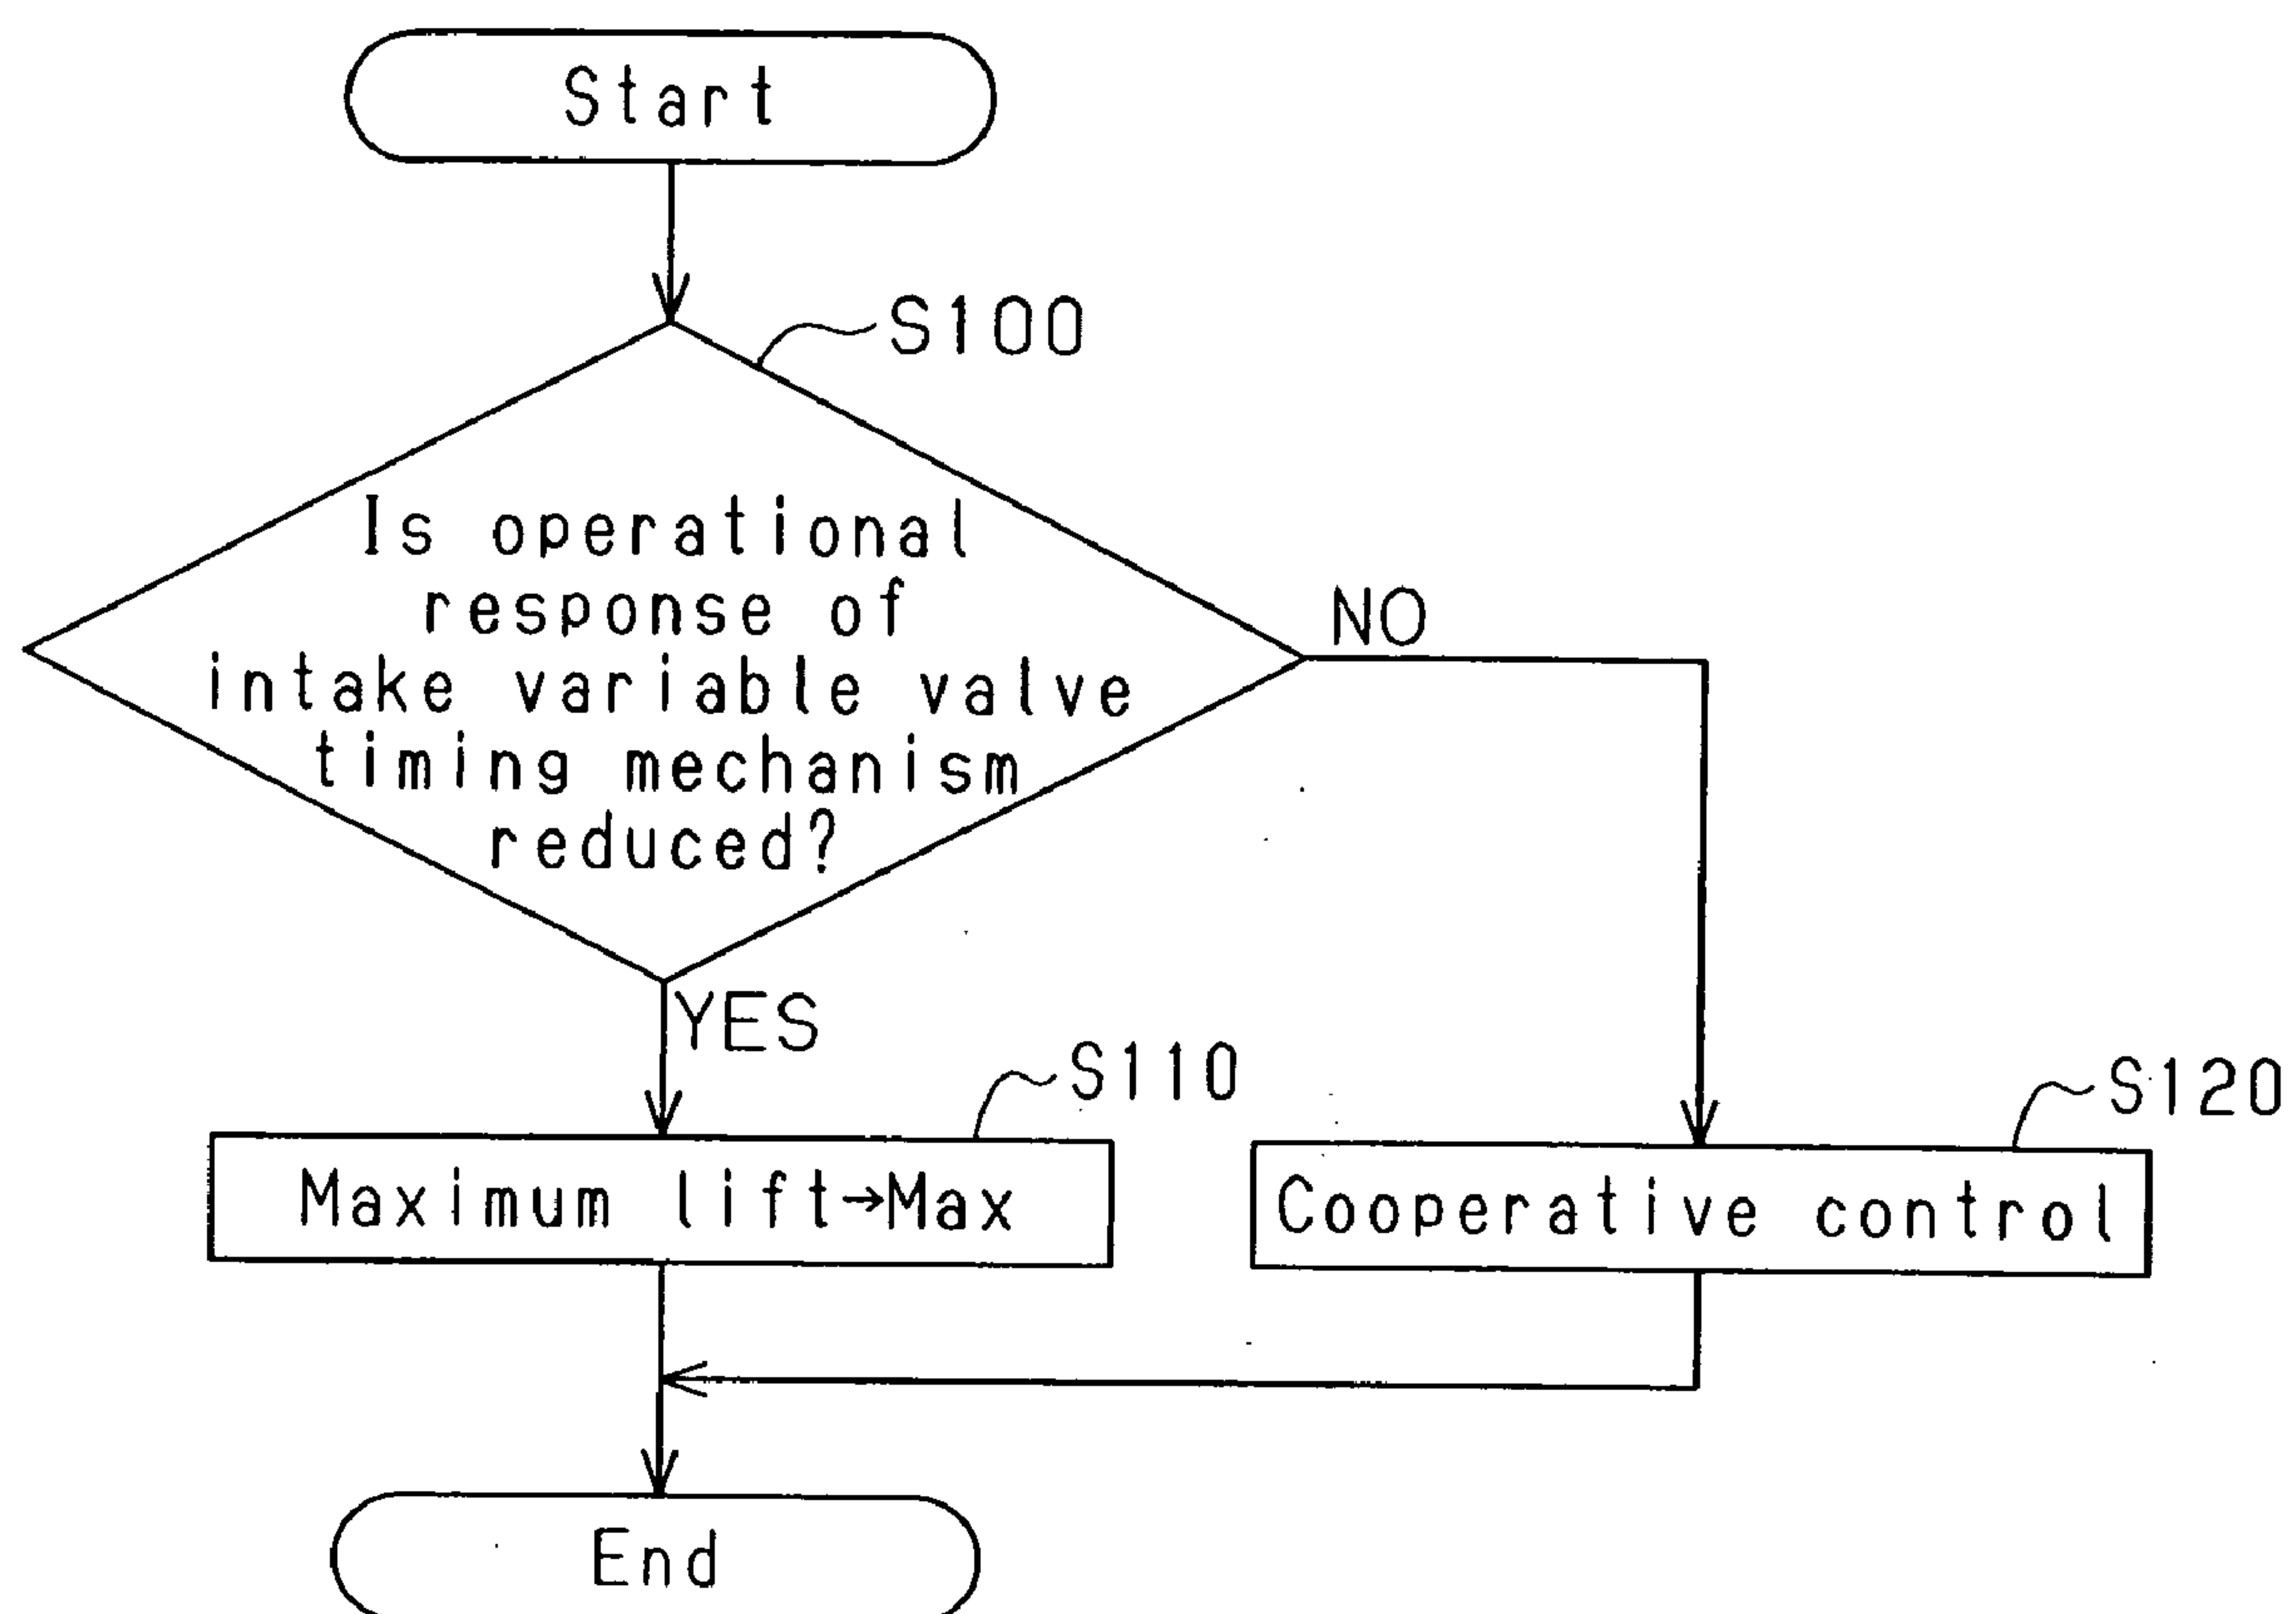 Start
S100
Is operational
response of
intake variable valve
timing mechanism
reduced?
NO
YES
S110
S120
Maximum lift→Max
Cooperative control
End